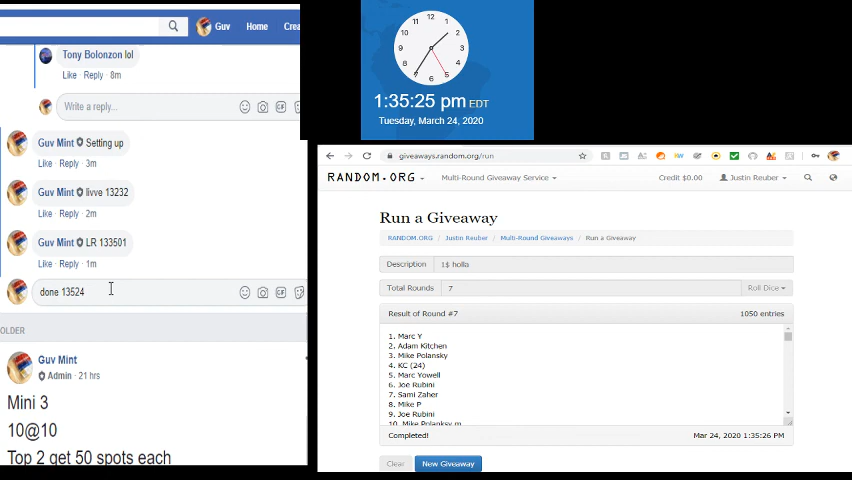 Guv Home Crea
Tony Bolonzon lol
Like · Reply · 8m
Write a reply...
Guv Mint Setting up
Like · Reply · 3m
Guv Mint livve 13232
Like · Reply · 2m
Guv Mint LR 133501
Like · Reply · 1m
done 13524
OLDER
Guv Mint
Admin · 21 hrs
Mini 3
10@10
Top 2 get 50 spots each
12
1
2
3
4
5
6
7
8
9
10
11
1:35:25 pm EDT
Tuesday, March 24, 2020
giveaways.random.org/run
RANDOM.ORG Multi-Round Giveaway Service Credit $0.00 Justin Reuber
Run a Giveaway
RANDOM.ORG / Justin Reuber / Multi-Round Giveaways / Run a Giveaway
Description 1$ holla
Total Rounds 7 Roll Dice
Result of Round #7 1050 entries
1. Marc Y
2. Adam Kitchen
3. Mike Polansky
4. KC (24)
5. Marc Yowell
6. Joe Rubini
7. Sami Zaher
8. Mike P
9. Joe Rubini
10. Mike Polanksy m
Completed! Mar 24, 2020 1:35:26 PM
Clear New Giveaway